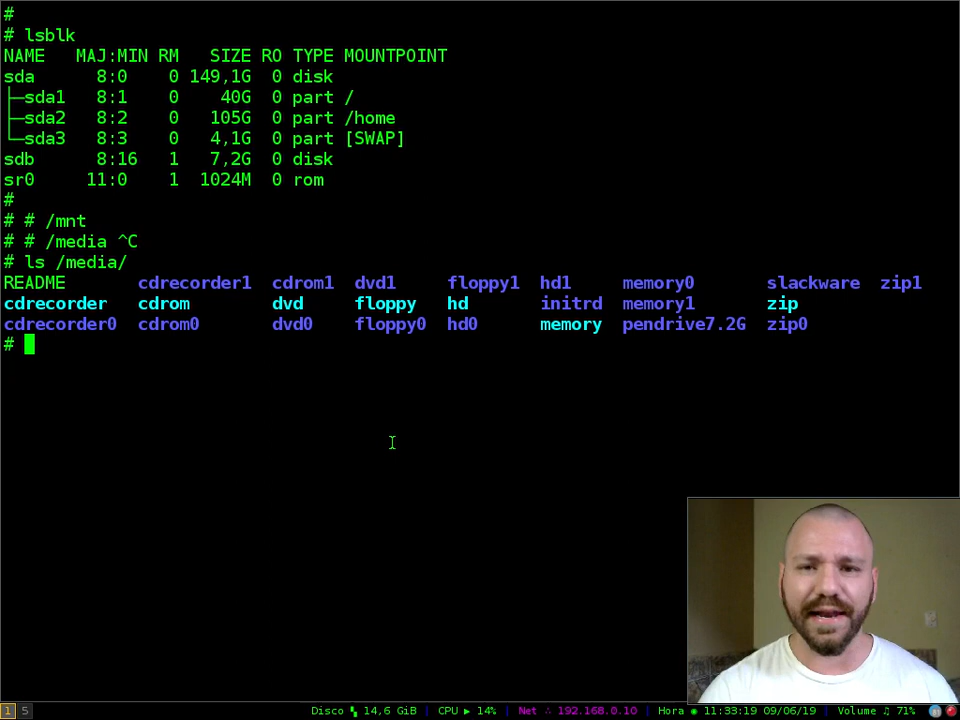 #
# lsblk
NAME   MAJ:MIN RM   SIZE RO TYPE MOUNTPOINT
sda      8:0    0 149,1G  0 disk
├─sda1   8:1    0    40G  0 part /
├─sda2   8:2    0   105G  0 part /home
└─sda3   8:3    0   4,1G  0 part [SWAP]
sdb      8:16   1   7,2G  0 disk
sr0     11:0    1  1024M  0 rom
#
# # /mnt
# # /media ^C
# ls /media/
README       cdrecorder1  cdrom1  dvd1     floppy1  hd1     memory0       slackware  zip1
cdrecorder   cdrom        dvd     floppy   hd       initrd  memory1       zip
cdrecorder0  cdrom0       dvd0    floppy0  hd0      memory  pendrive7.2G  zip0
#
1 5 Disco ▚ 14,6 GiB | CPU ▶ 14% | Net ∴ 192.168.0.10 | Hora ◉ 11:33:19 09/06/19 | Volume ♫ 71%